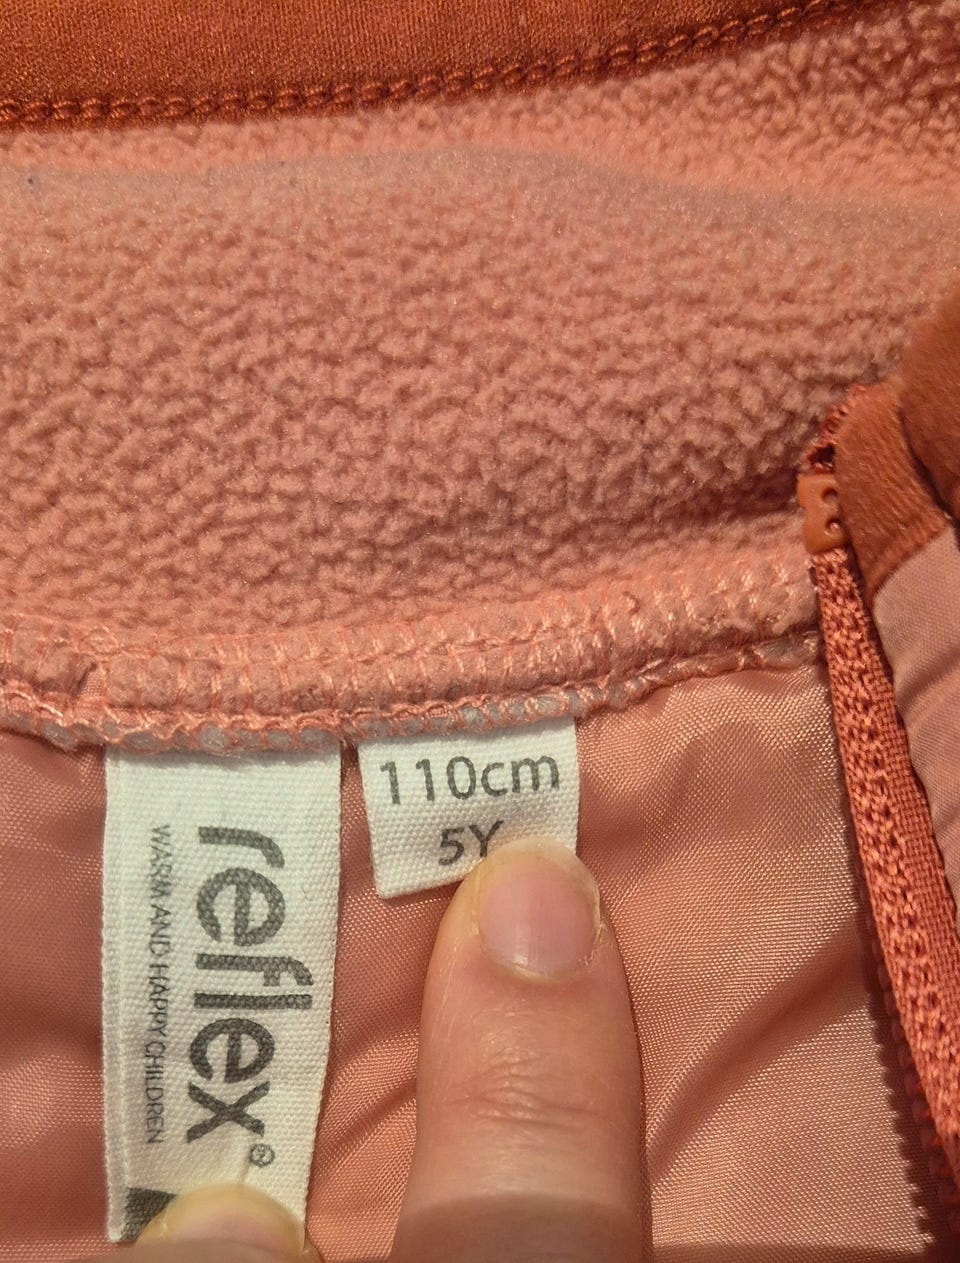 reflex®
WARM AND HAPPY CHILDREN
110cm
5Y